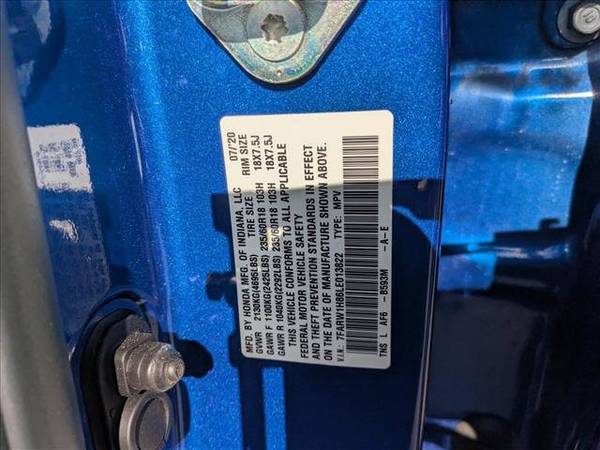 MFD. BY HONDA MFG. OF INDIANA, LLC 07/'20
GVWR 2130KG(4695LBS) TIRE SIZE RIM SIZE
GAWR F 1100KG(2425LBS) 235/60R18 103H 18X7.5J
GAWR R 1040KG(2292LBS) 235/60R18 103H 18X7.5J
THIS VEHICLE CONFORMS TO ALL APPLICABLE
FEDERAL MOTOR VEHICLE SAFETY
AND THEFT PREVENTION STANDARDS IN EFFECT
ON THE DATE OF MANUFACTURE SHOWN ABOVE.
V.I.N.: 7FARW1H86LE013822 TYPE: MPV
TNS L AF6 - B593M -A-E